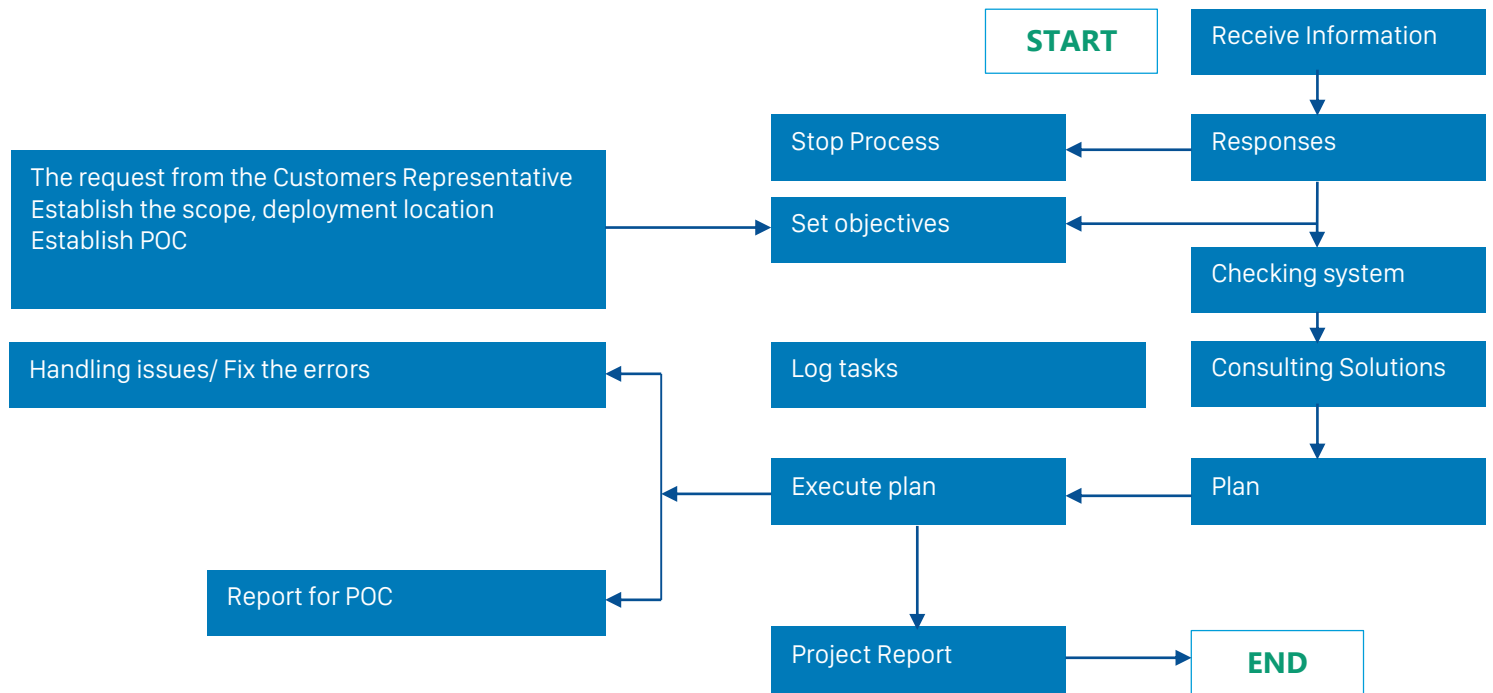 START
Receive Information
Stop Process
Responses
The request from the Customers Representative
Establish the scope, deployment location
Establish POC
Set objectives
Checking system
Handling issues/ Fix the errors
Log tasks
Consulting Solutions
Execute plan
Plan
Report for POC
Project Report
END